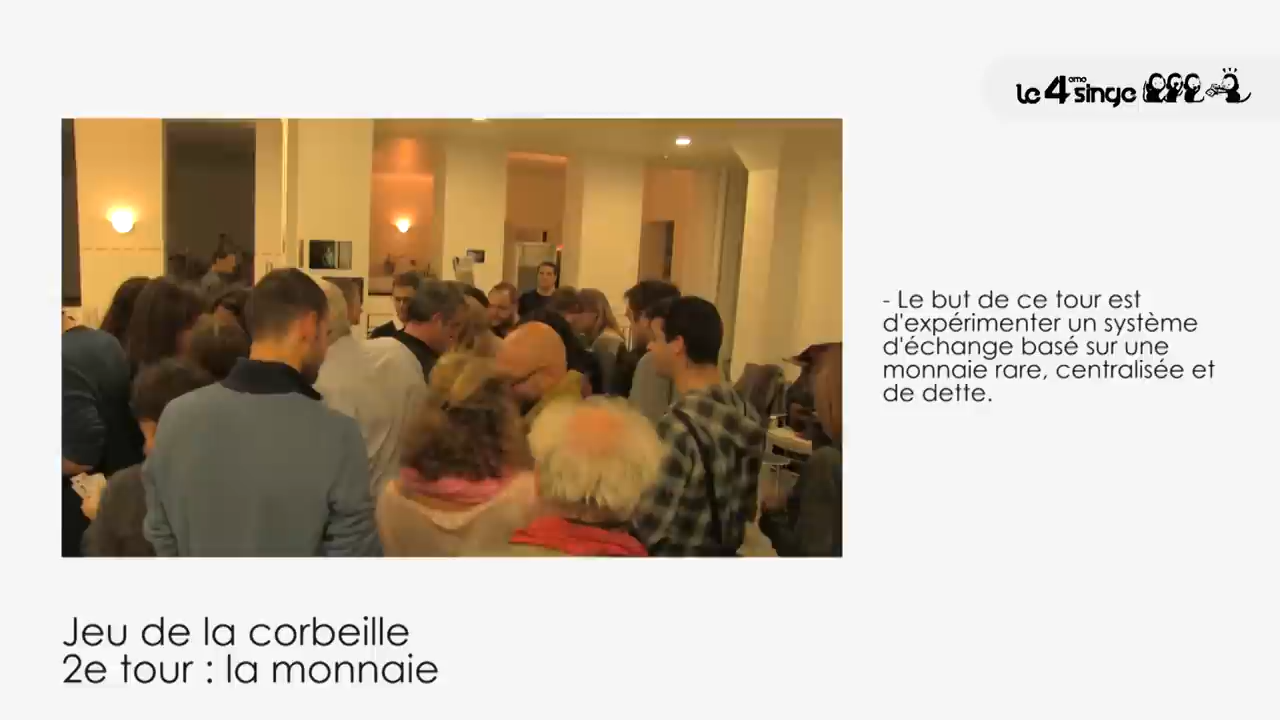 le 4eme singe
- Le but de ce tour est
d'expérimenter un système
d'échange basé sur une
monnaie rare, centralisée et
de dette.
Jeu de la corbeille
2e tour : la monnaie